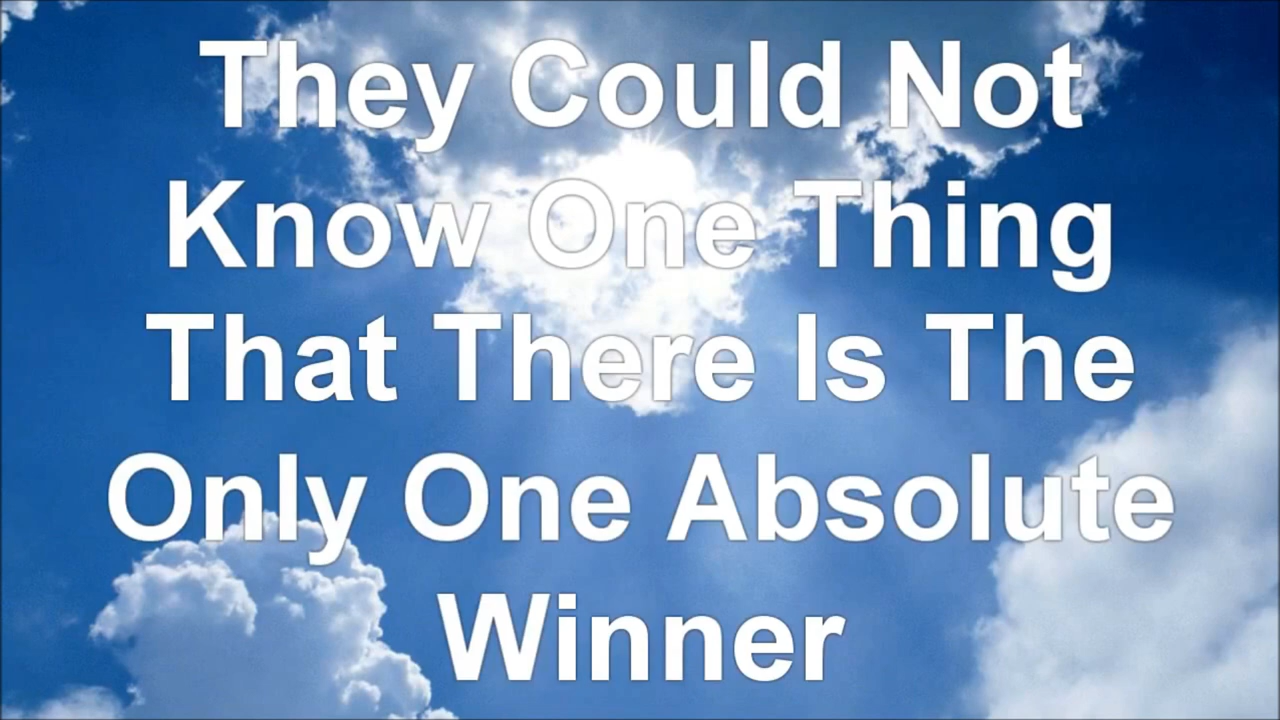 They Could Not
Know One Thing
That There Is The
Only One Absolute
Winner